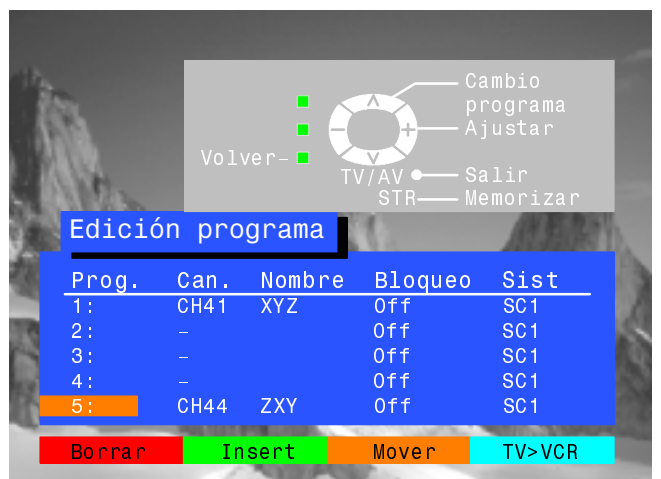 Cambio
programa
Ajustar
Volver–
TV/AV Salir
STR Memorizar
Edición programa
Prog. Can. Nombre Bloqueo Sist
1: CH41 XYZ Off SC1
2: – Off SC1
3: – Off SC1
4: – Off SC1
5: CH44 ZXY Off SC1
Borrar Insert Mover TV>VCR